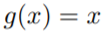 g(x) = x